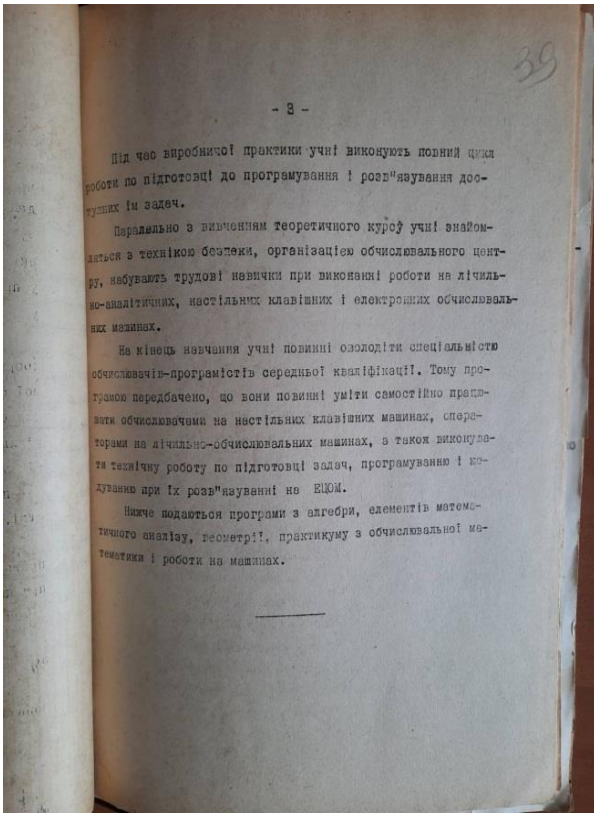 39
- 3 -
Під час виробничої практики учні виконують повний цикл
роботи по підготовці до програмування і розв"язування дос-
тупних їм задач.
Паралельно з вивченням теоретичного курсу учні знайом-
ляться з технікою безпеки, організацією обчислювального цент-
ру, набувають трудові навички при виконанні роботи на лічиль-
но-аналітичних, настільних клавішних і електронних обчислюваль-
них машинах.
На кінець навчання учні повинні оволодіти спеціальністю
обчислювачів-програмістів середньої кваліфікації. Тому про-
грамою передбачено, що вони повинні уміти самостійно працю-
вати обчислювачами на настільних клавішних машинах, опера-
торами на лічильно-обчислювальних машинах, а також виконува-
ти технічну роботу по підготовці задач, програмуванню і ко-
дуванню при їх розв"язуванні на ЕЦОМ.
Нижче подаються програми з алгебри, елементів матема-
тичного аналізу, геометрії, практикуму з обчислювальної ма-
тематики і роботи на машинах.